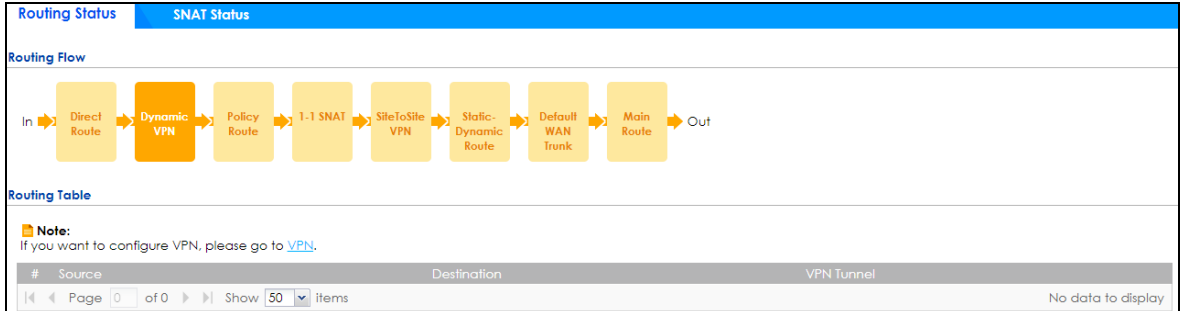 Routing Status SNAT Status
Routing Flow
In Direct Route Dynamic VPN Policy Route 1-1 SNAT SiteToSite VPN Static-Dynamic Route Default WAN Trunk Main Route Out
Routing Table
Note:
If you want to configure VPN, please go to VPN.
# Source Destination VPN Tunnel
Page 0 of 0 Show 50 items No data to display